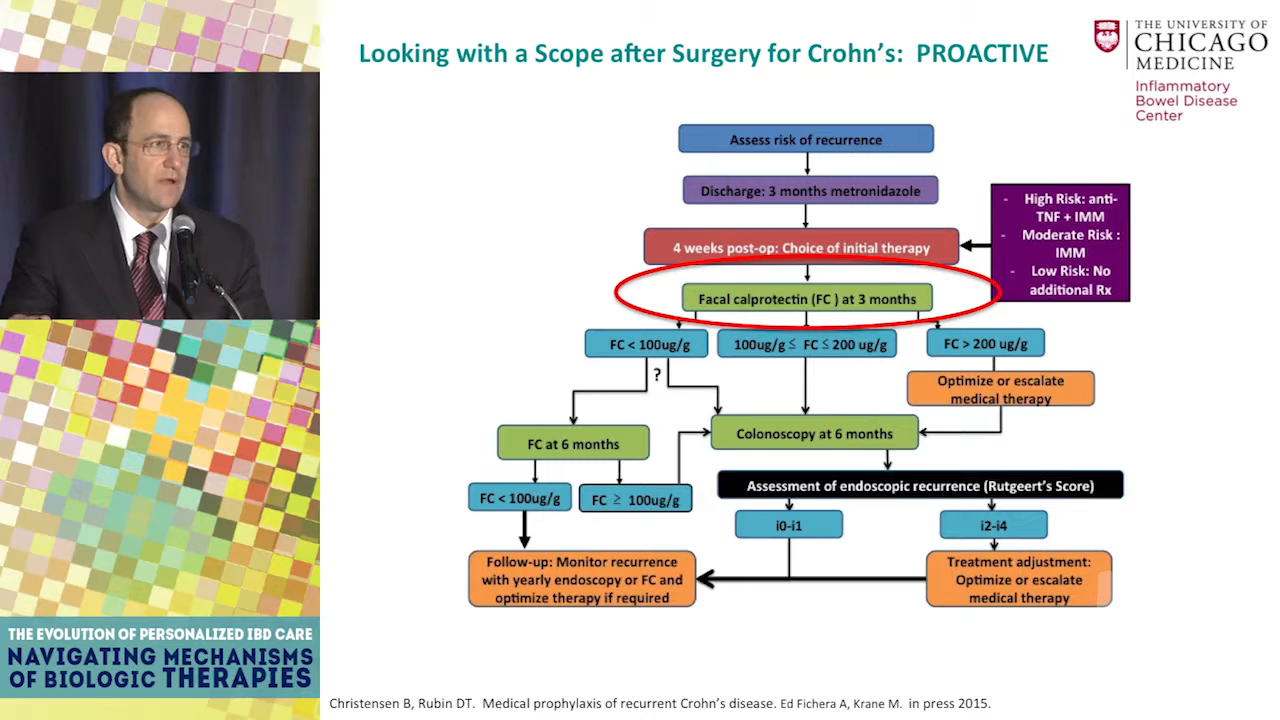 Looking with a Scope after Surgery for Crohn's: PROACTIVE
THE UNIVERSITY OF
CHICAGO
MEDICINE
Inflammatory
Bowel Disease
Center
Assess risk of recurrence
Discharge: 3 months metronidazole
4 weeks post-op: Choice of initial therapy
- High Risk: anti-
TNF + IMM
- Moderate Risk :
IMM
- Low Risk: No
additional Rx
Facal calprotectin (FC ) at 3 months
FC < 100ug/g
100ug/g ≤ FC ≤ 200 ug/g
FC > 200 ug/g
?
Optimize or escalate
medical therapy
FC at 6 months
Colonoscopy at 6 months
FC < 100ug/g
FC ≥ 100ug/g
Assessment of endoscopic recurrence (Rutgeert's Score)
i0-i1
i2-i4
Follow-up: Monitor recurrence
with yearly endoscopy or FC and
optimize therapy if required
Treatment adjustment:
Optimize or escalate
medical therapy
THE EVOLUTION OF PERSONALIZED IBD CARE
NAVIGATING MECHANISMS
OF BIOLOGIC THERAPIES
Christensen B, Rubin DT. Medical prophylaxis of recurrent Crohn's disease. Ed Fichera A, Krane M. in press 2015.